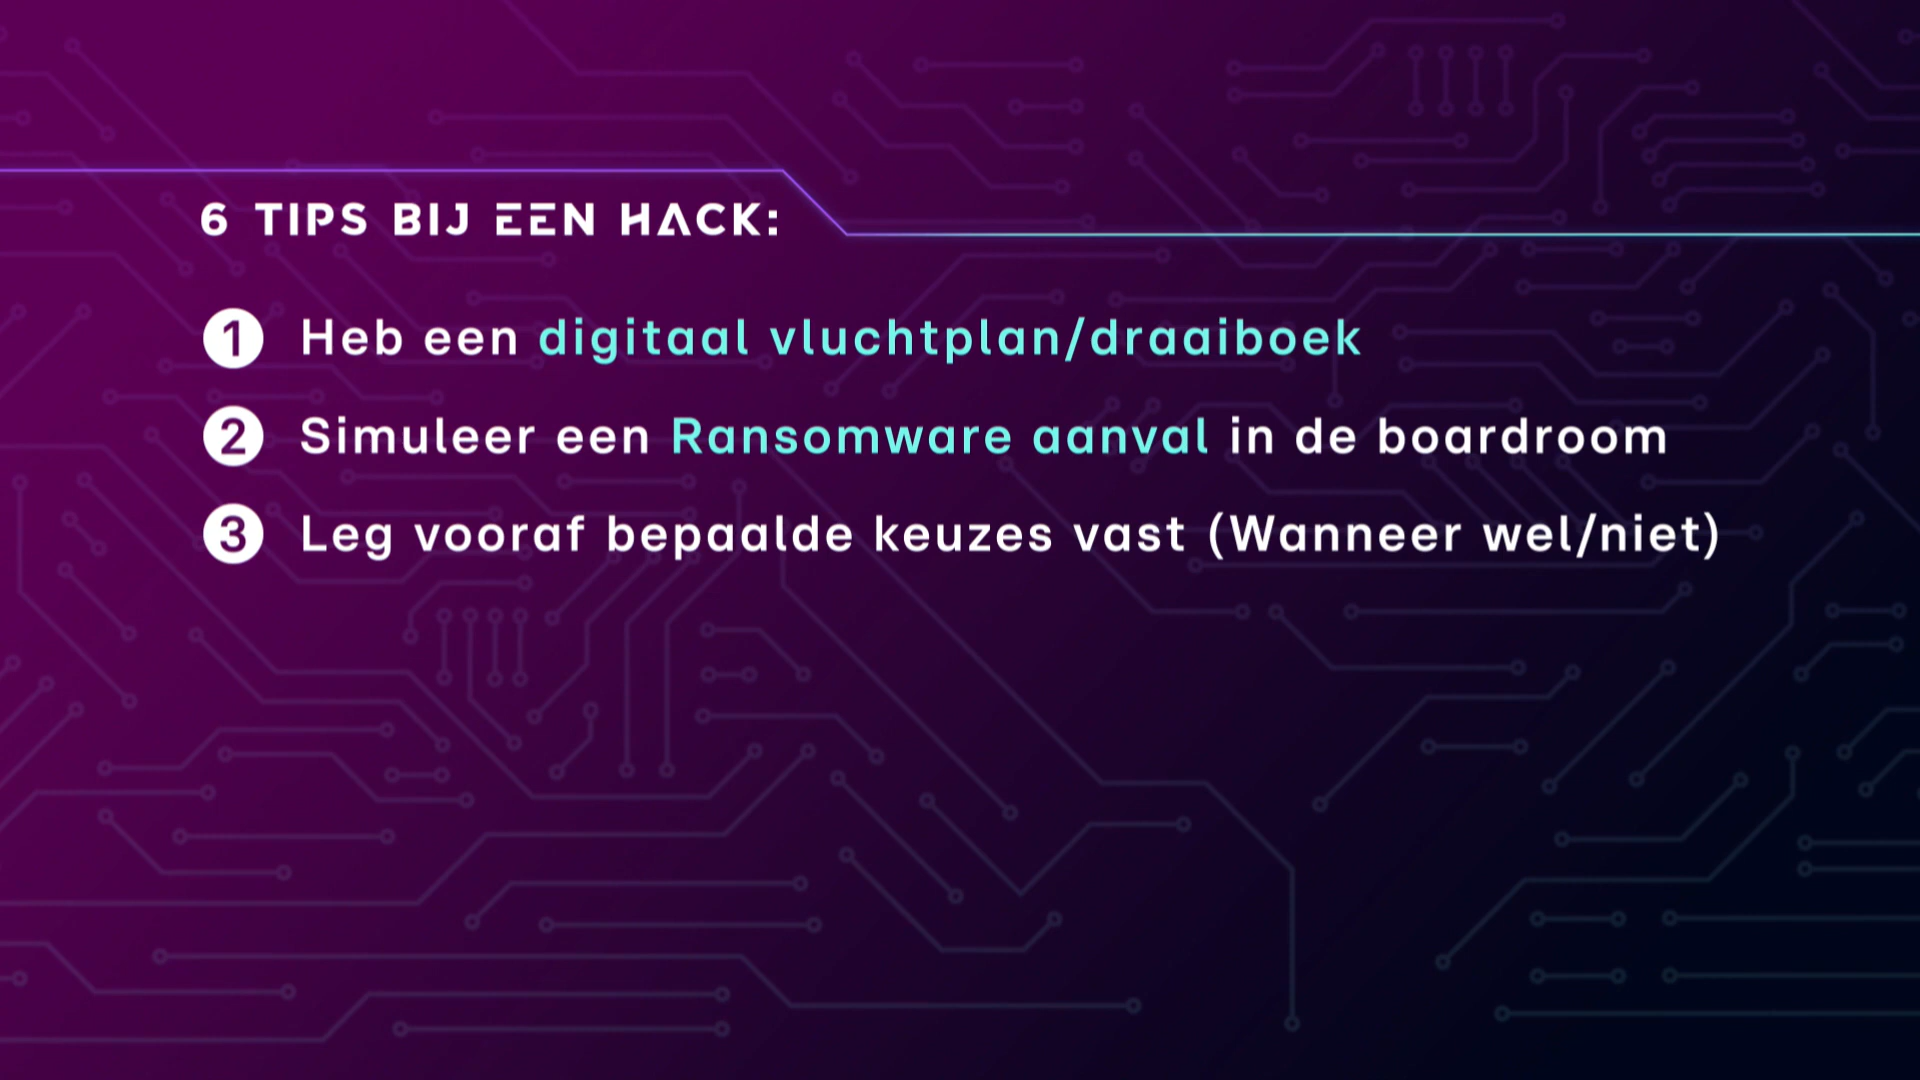 6 TIPS BIJ EEN HACK:
1 Heb een digitaal vluchtplan/draaiboek
2 Simuleer een Ransomware aanval in de boardroom
3 Leg vooraf bepaalde keuzes vast (Wanneer wel/niet)